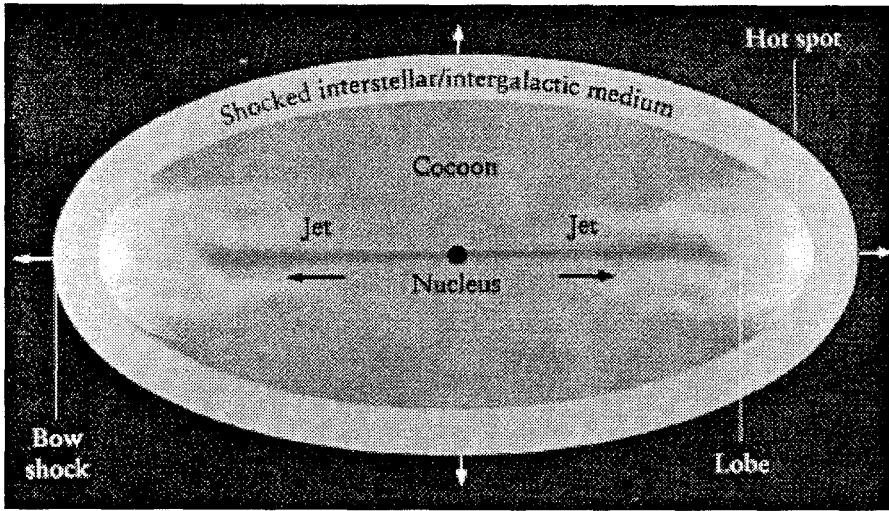 Hot spot
Shocked interstellar/intergalactic medium
Cocoon
Jet
Jet
Nucleus
Bow
shock
Lobe